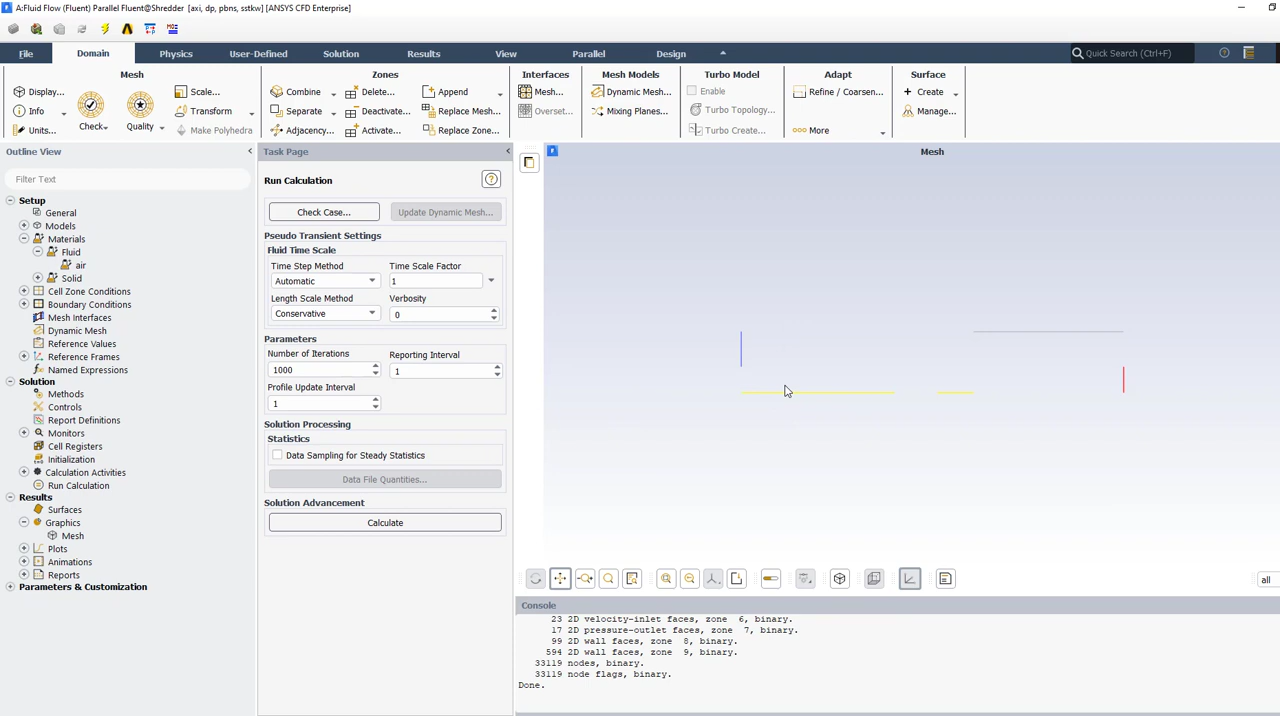 A:Fluid Flow (Fluent) Parallel Fluent@Shredder [axi, dp, pbns, sstkw] [ANSYS CFD Enterprise]
File Domain Physics User-Defined Solution Results View Parallel Design Quick Search (Ctrl+F)
Mesh Zones Interfaces Mesh Models Turbo Model Adapt Surface
Display... Scale... Combine Delete... Append Mesh... Dynamic Mesh... Enable Refine / Coarsen... Create
Info Transform Separate Deactivate... Replace Mesh... Overset... Mixing Planes... Turbo Topology... Manage...
Units... Check Quality Make Polyhedra Adjacency... Activate... Replace Zone... Turbo Create... More
Outline View
Filter Text
Setup
General
Models
Materials
Fluid
air
Solid
Cell Zone Conditions
Boundary Conditions
Mesh Interfaces
Dynamic Mesh
Reference Values
Reference Frames
Named Expressions
Solution
Methods
Controls
Report Definitions
Monitors
Cell Registers
Initialization
Calculation Activities
Run Calculation
Results
Surfaces
Graphics
Mesh
Plots
Animations
Reports
Parameters & Customization
Task Page
Run Calculation
Check Case... Update Dynamic Mesh...
Pseudo Transient Settings
Fluid Time Scale
Time Step Method Time Scale Factor
Automatic 1
Length Scale Method Verbosity
Conservative 0
Parameters
Number of Iterations Reporting Interval
1000 1
Profile Update Interval
1
Solution Processing
Statistics
Data Sampling for Steady Statistics
Data File Quantities...
Solution Advancement
Calculate
Mesh
all
Console
23 2D velocity-inlet faces, zone 6, binary.
17 2D pressure-outlet faces, zone 7, binary.
99 2D wall faces, zone 8, binary.
594 2D wall faces, zone 9, binary.
33119 nodes, binary.
33119 node flags, binary.
Done.